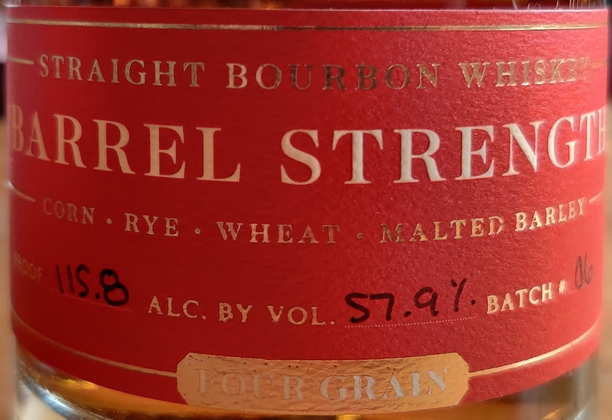 STRAIGHT BOURBON WHISKEY
BARREL STRENGTH
CORN • RYE • WHEAT • MALTED BARLEY
PROOF 115.8 ALC. BY VOL. 57.9%. BATCH # 06
FOUR GRAIN